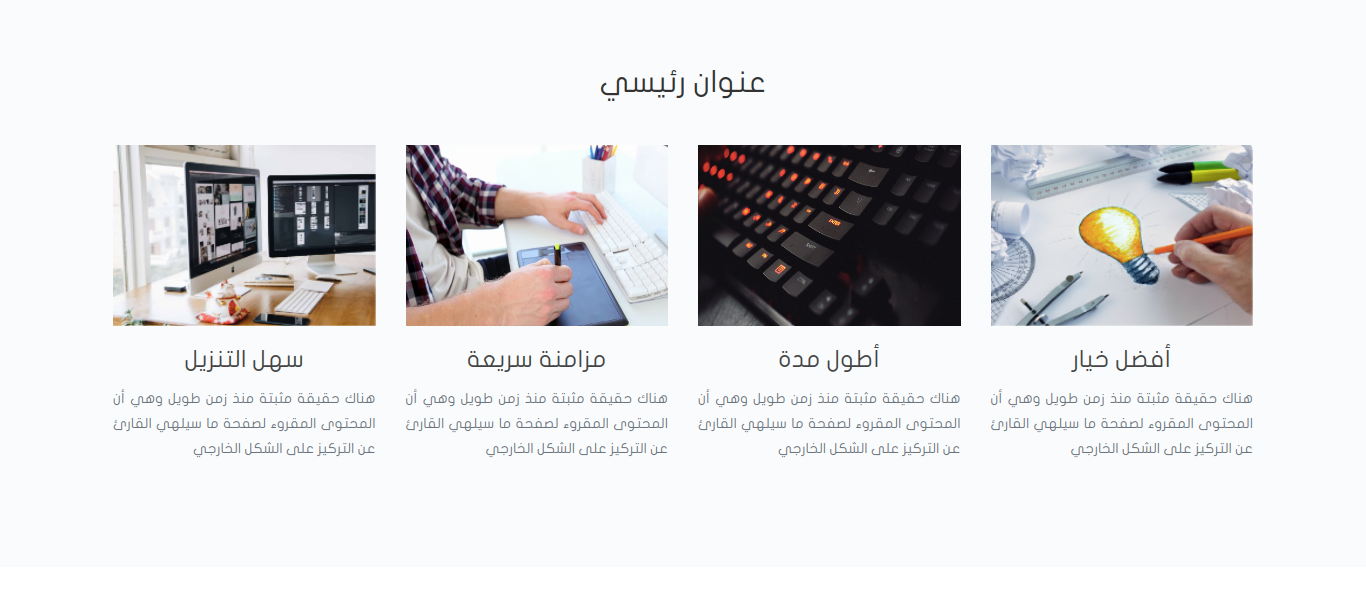 عنوان رئيسي
أفضل خيار
هناك حقيقة مثبتة منذ زمن طويل وهي أن
المحتوى المقروء لصفحة ما سيلهي القارئ
عن التركيز على الشكل الخارجي
أطول مدة
هناك حقيقة مثبتة منذ زمن طويل وهي أن
المحتوى المقروء لصفحة ما سيلهي القارئ
عن التركيز على الشكل الخارجي
مزامنة سريعة
هناك حقيقة مثبتة منذ زمن طويل وهي أن
المحتوى المقروء لصفحة ما سيلهي القارئ
عن التركيز على الشكل الخارجي
سهل التنزيل
هناك حقيقة مثبتة منذ زمن طويل وهي أن
المحتوى المقروء لصفحة ما سيلهي القارئ
عن التركيز على الشكل الخارجي